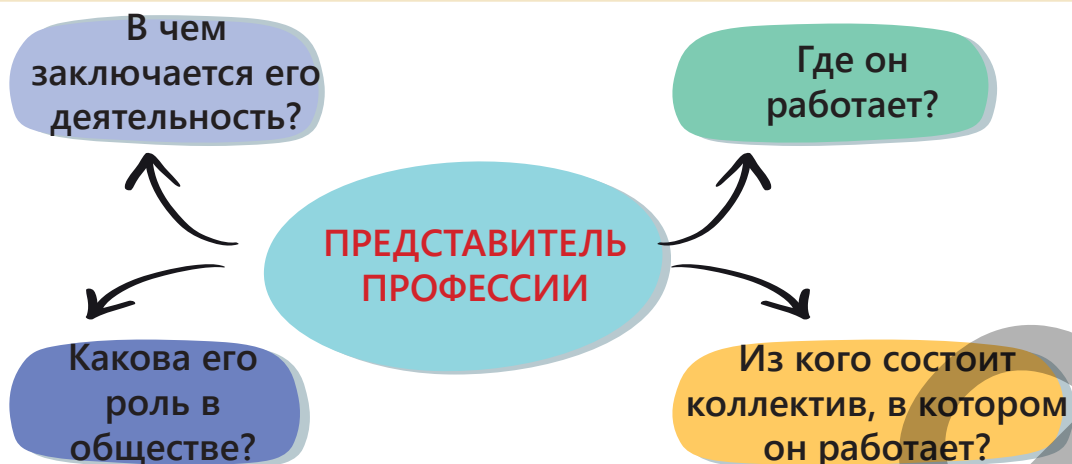 В чем
заключается его
деятельность?
Где он
работает?
ПРЕДСТАВИТЕЛЬ
ПРОФЕССИИ
Какова его
роль в
обществе?
Из кого состоит
коллектив, в котором
он работает?